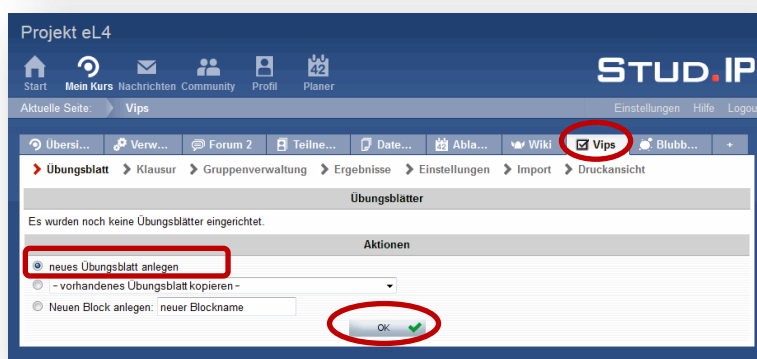 Projekt eL4
STUD.IP
Start Mein Kurs Nachrichten Community Profil 42 Planer
Aktuelle Seite: Vips Einstellungen Hilfe Logou
Übersi... Verw... Forum 2 Teilne... Date... Abla... Wiki Vips Blubb... +
Übungsblatt Klausur Gruppenverwaltung Ergebnisse Einstellungen Import Druckansicht
Übungsblätter
Es wurden noch keine Übungsblätter eingerichtet.
Aktionen
neues Übungsblatt anlegen
- vorhandenes Übungsblatt kopieren -
Neuen Block anlegen: neuer Blockname
OK